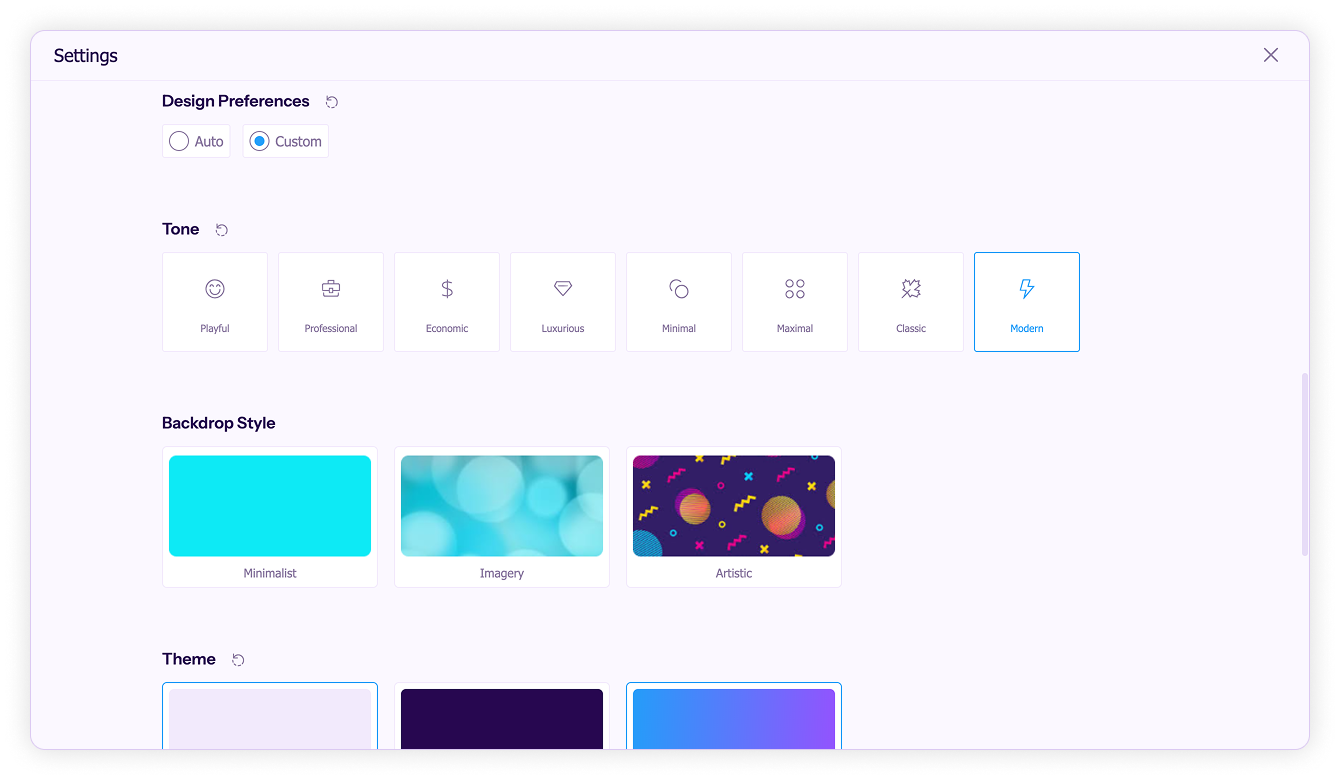 Settings
Design Preferences
Auto
Custom
Tone
Playful
Professional
Economic
Luxurious
Minimal
Maximal
Classic
Modern
Backdrop Style
Minimalist
Imagery
Artistic
Theme